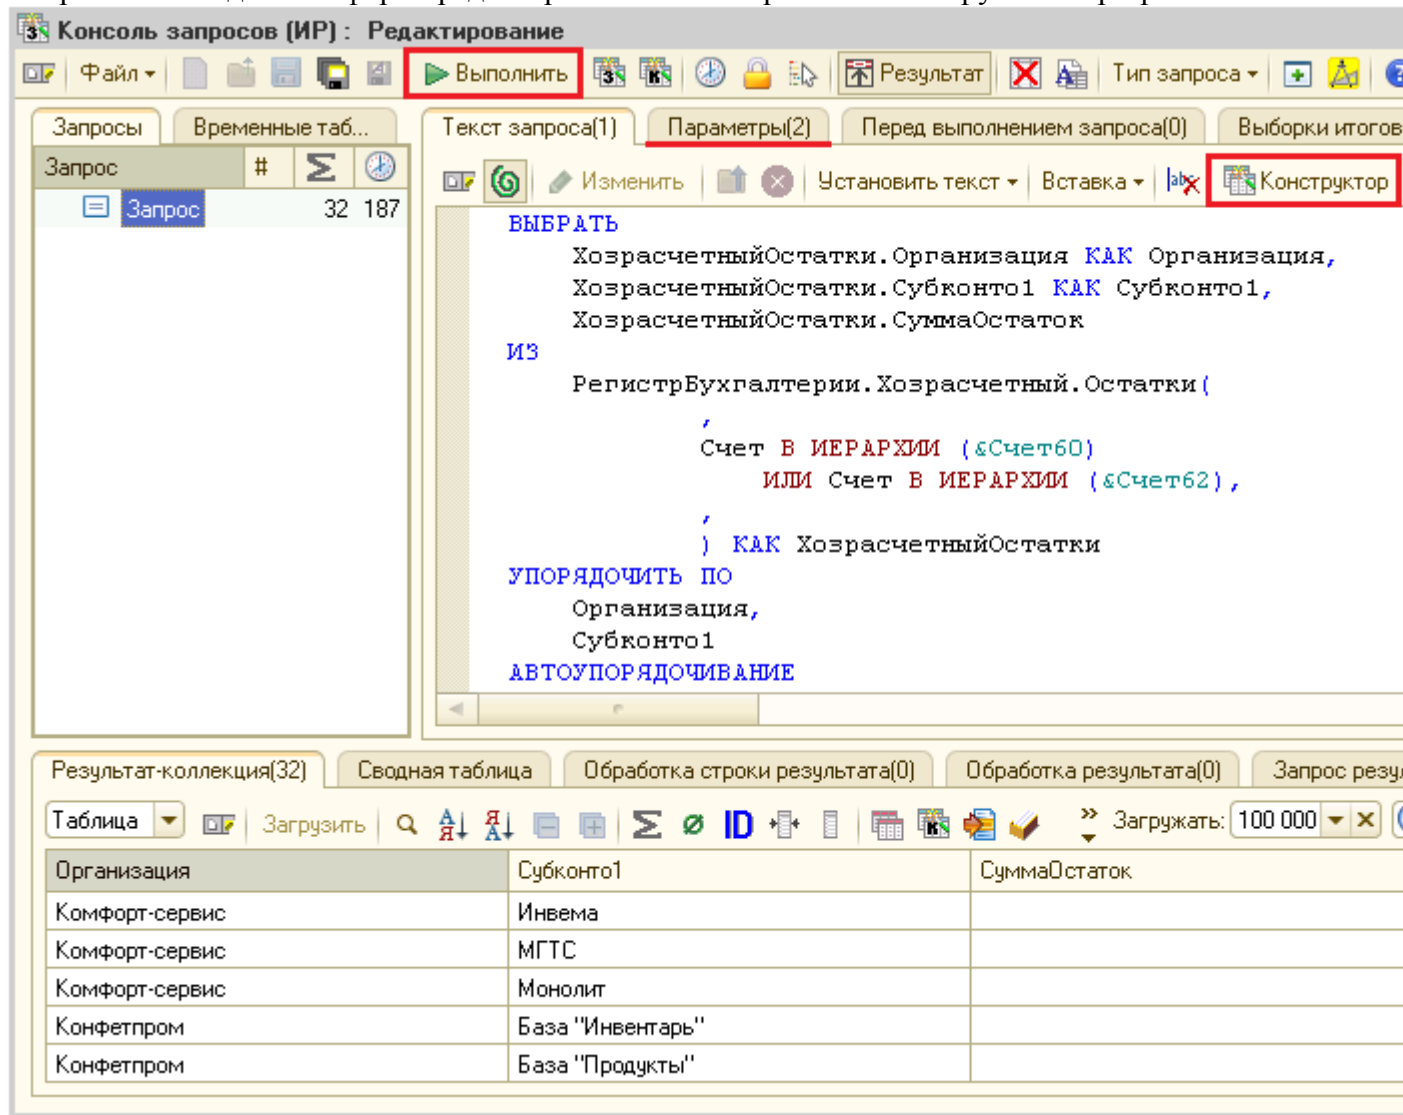 Консоль запросов (ИР) : Редактирование
Файл Выполнить Результат Тип запроса
Запросы Временные таб... Текст запроса(1) Параметры(2) Перед выполнением запроса(0) Выборки итогов
Запрос # Σ
Изменить Установить текст Вставка Конструктор
Запрос 32 187
ВЫБРАТЬ
ХозрасчетныйОстатки.Организация КАК Организация,
ХозрасчетныйОстатки.Субконто1 КАК Субконто1,
ХозрасчетныйОстатки.СуммаОстаток
ИЗ
РегистрБухгалтерии.Хозрасчетный.Остатки(
,
Счет В ИЕРАРХИИ (&Счет60)
ИЛИ Счет В ИЕРАРХИИ (&Счет62),
,
) КАК ХозрасчетныйОстатки
УПОРЯДОЧИТЬ ПО
Организация,
Субконто1
АВТОУПОРЯДОЧИВАНИЕ
Результат-коллекция(32) Сводная таблица Обработка строки результата(0) Обработка результата(0) Запрос резу
Таблица Загрузить Загружать: 100 000
Организация Субконто1 СуммаОстаток
Комфорт-сервис Инвема
Комфорт-сервис МГТС
Комфорт-сервис Монолит
Конфетпром База "Инвентарь"
Конфетпром База "Продукты"